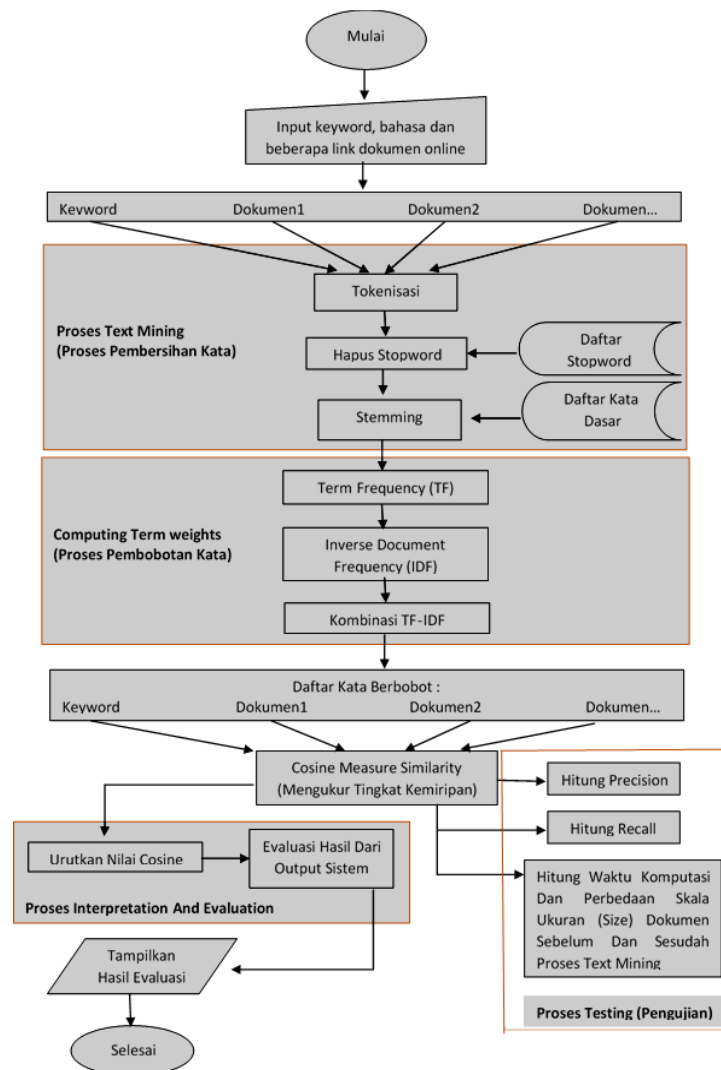 Mulai
Input keyword, bahasa dan
beberapa link dokumen online
Keyword Dokumen1 Dokumen2 Dokumen...
Tokenisasi
Proses Text Mining
(Proses Pembersihan Kata)
Hapus Stopword
Daftar
Stopword
Stemming
Daftar Kata
Dasar
Term Frequency (TF)
Computing Term weights
(Proses Pembobotan Kata)
Inverse Document
Frequency (IDF)
Kombinasi TF-IDF
Daftar Kata Berbobot :
Keyword Dokumen1 Dokumen2 Dokumen...
Cosine Measure Similarity
(Mengukur Tingkat Kemiripan)
Hitung Precision
Hitung Recall
Urutkan Nilai Cosine
Evaluasi Hasil Dari
Output Sistem
Proses Interpretation And Evaluation
Hitung Waktu Komputasi
Dan Perbedaan Skala
Ukuran (Size) Dokumen
Sebelum Dan Sesudah
Proses Text Mining
Proses Testing (Pengujian)
Tampilkan
Hasil Evaluasi
Selesai